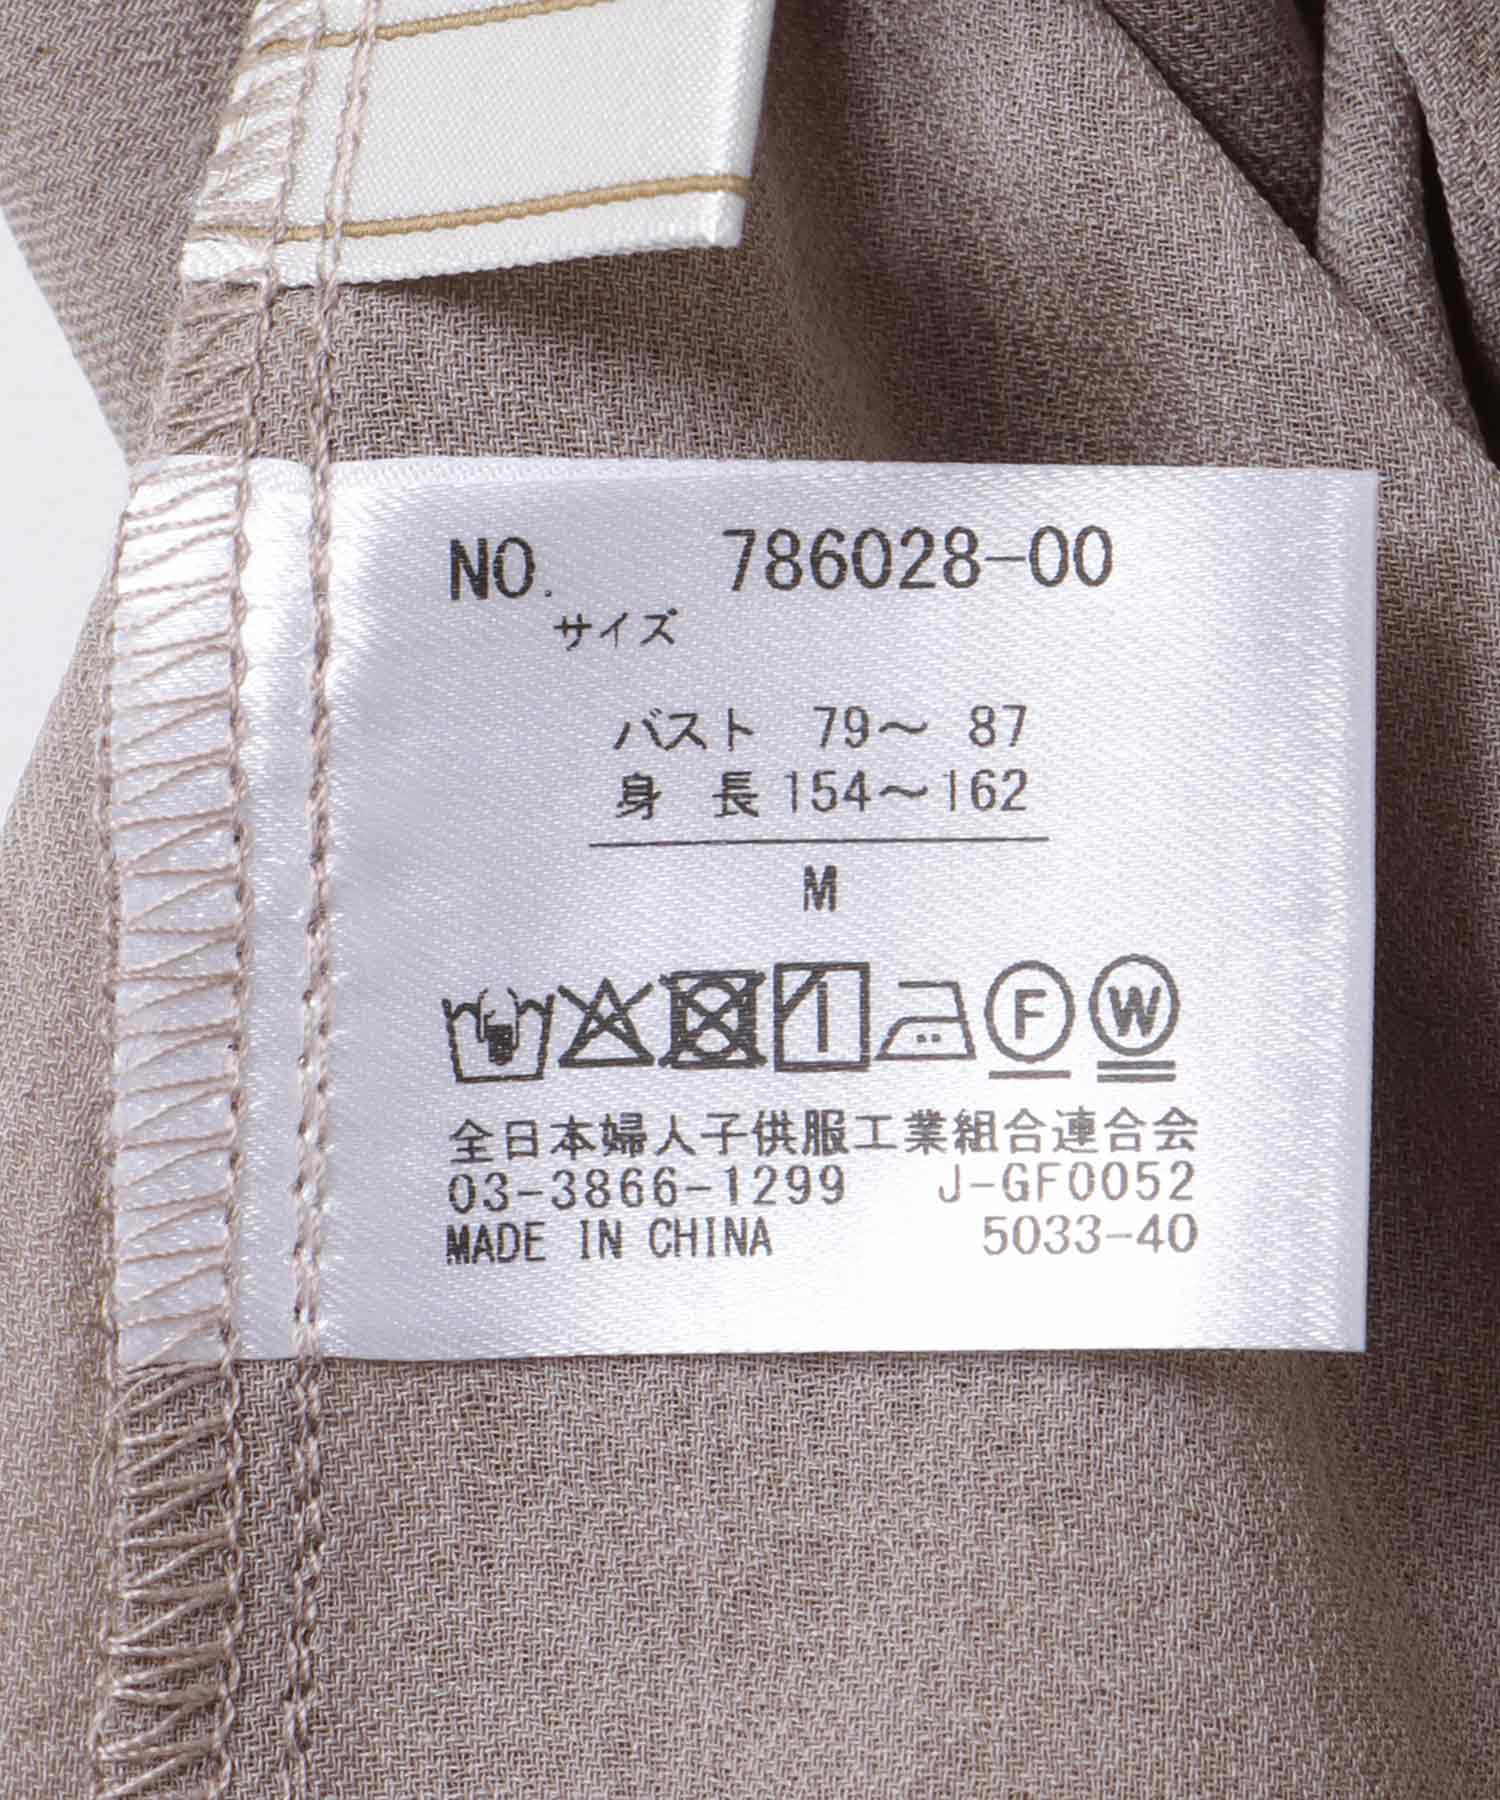 NO. 786028-00
サイズ
バスト 79～ 87
身 長 154～162
M
F W
全日本婦人子供服工業組合連合会
03-3866-1299 J-GF0052
MADE IN CHINA 5033-40